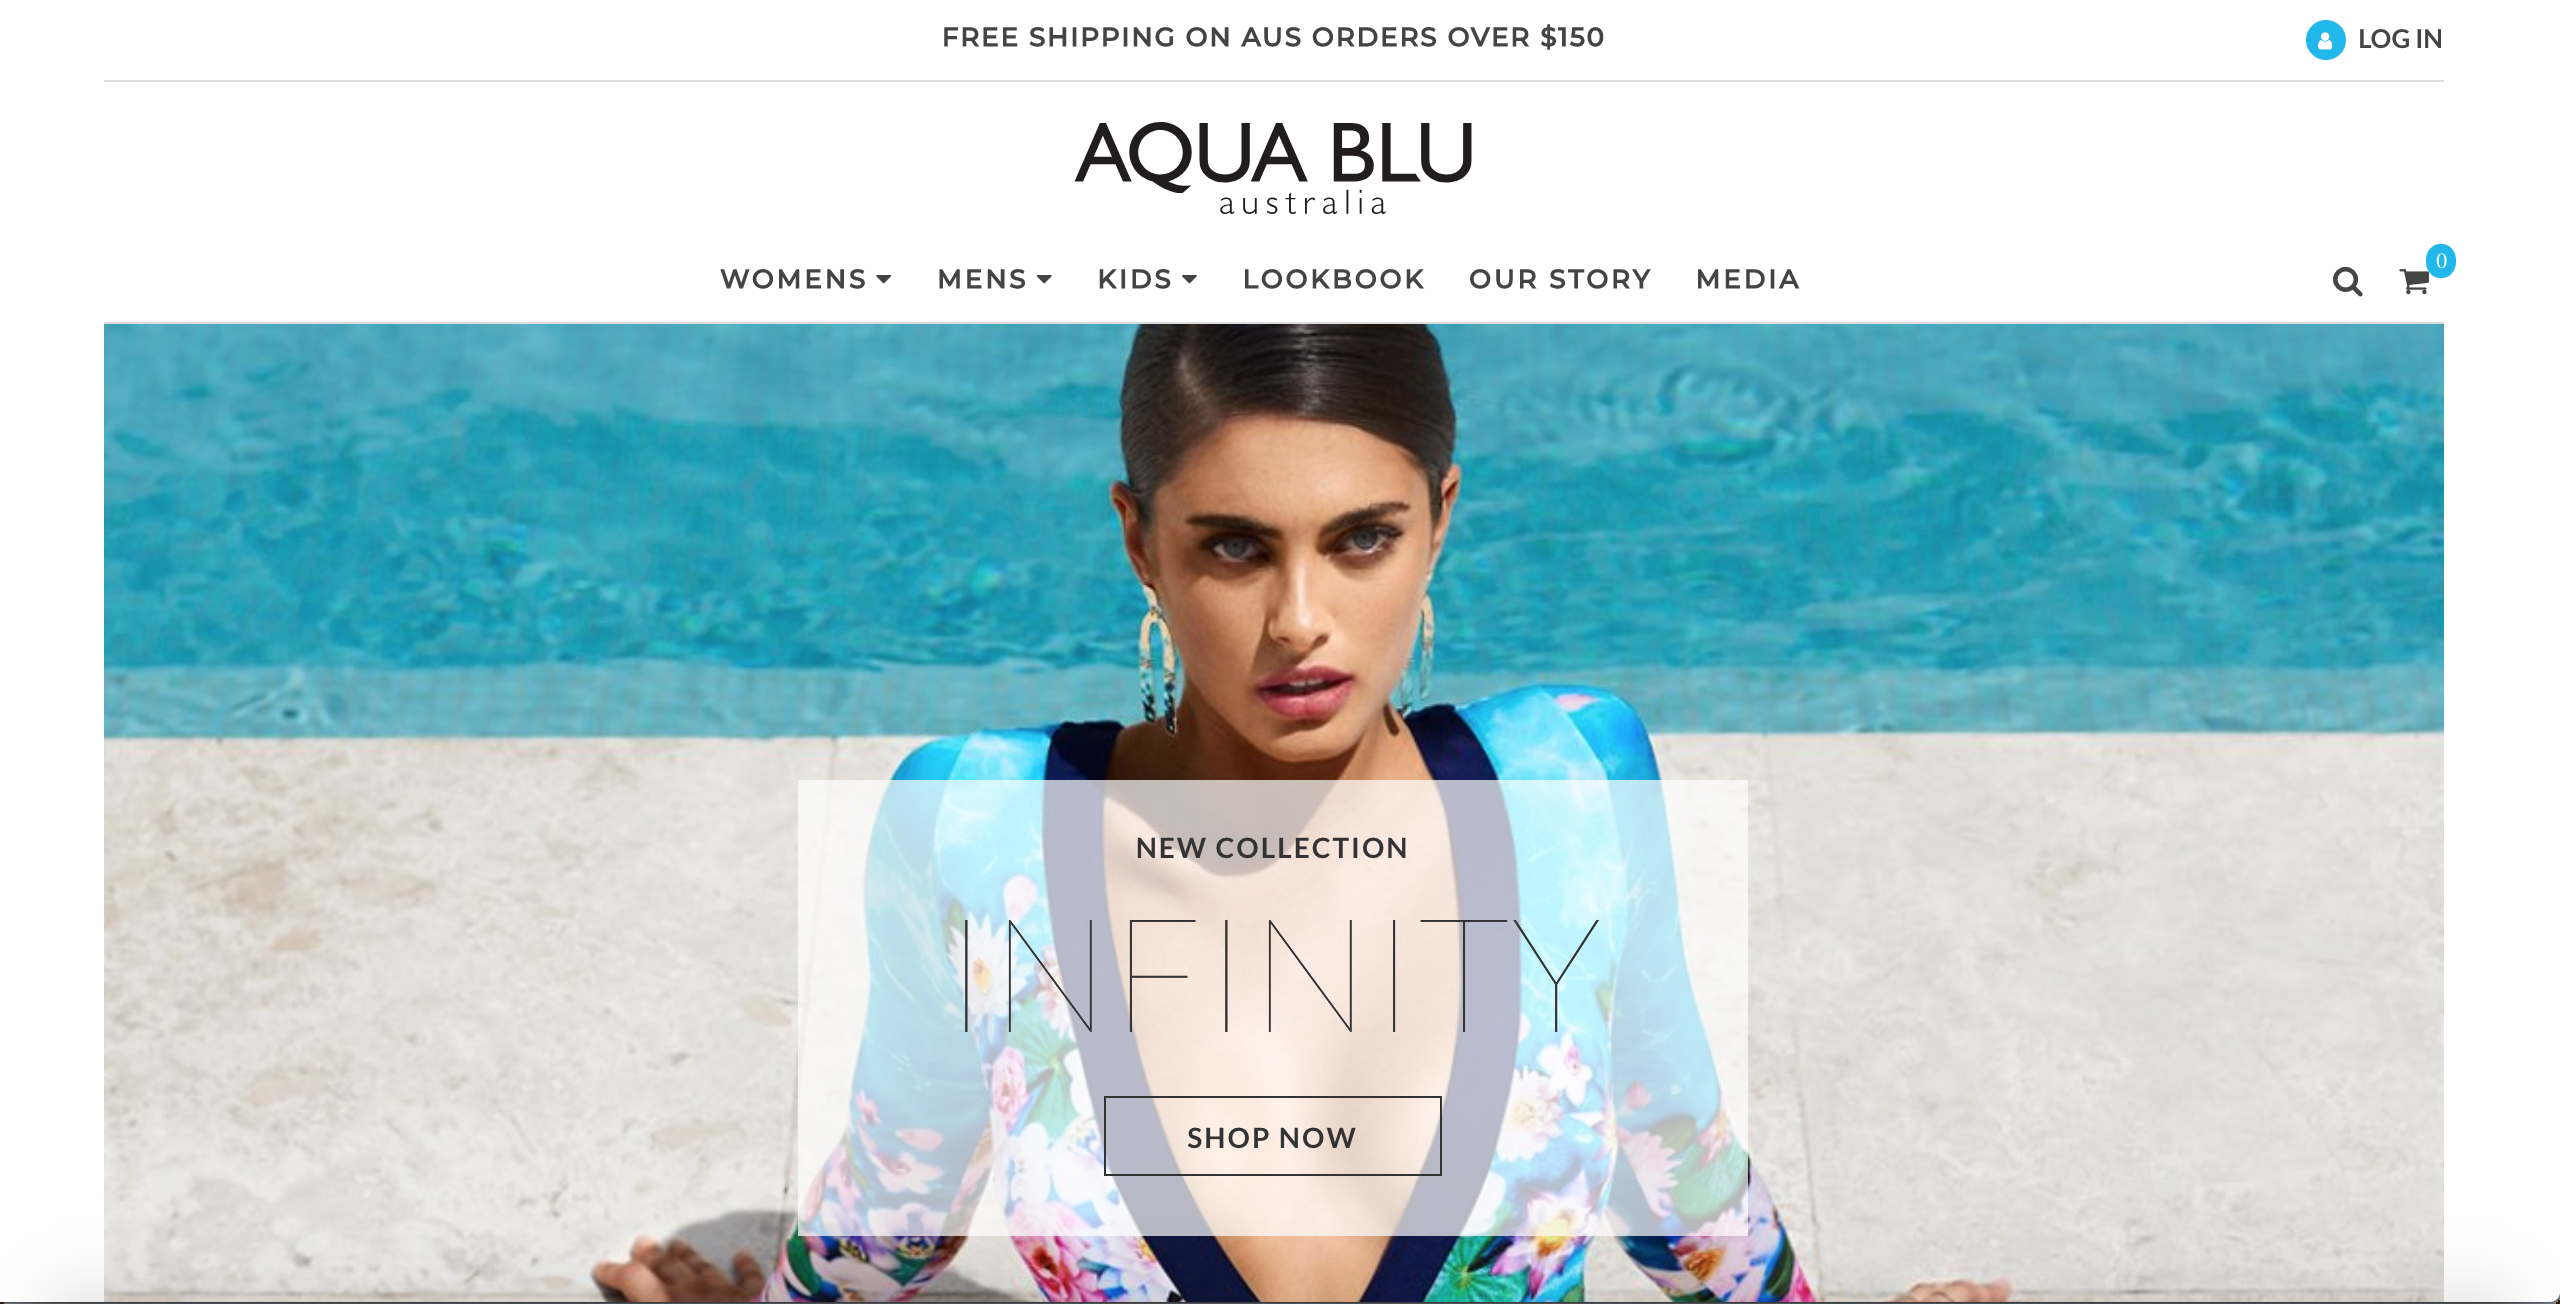 FREE SHIPPING ON AUS ORDERS OVER $150
LOG IN
AQUA BLU
australia
WOMENS MENS KIDS LOOKBOOK OUR STORY MEDIA
0
NEW COLLECTION
INFINITY
SHOP NOW